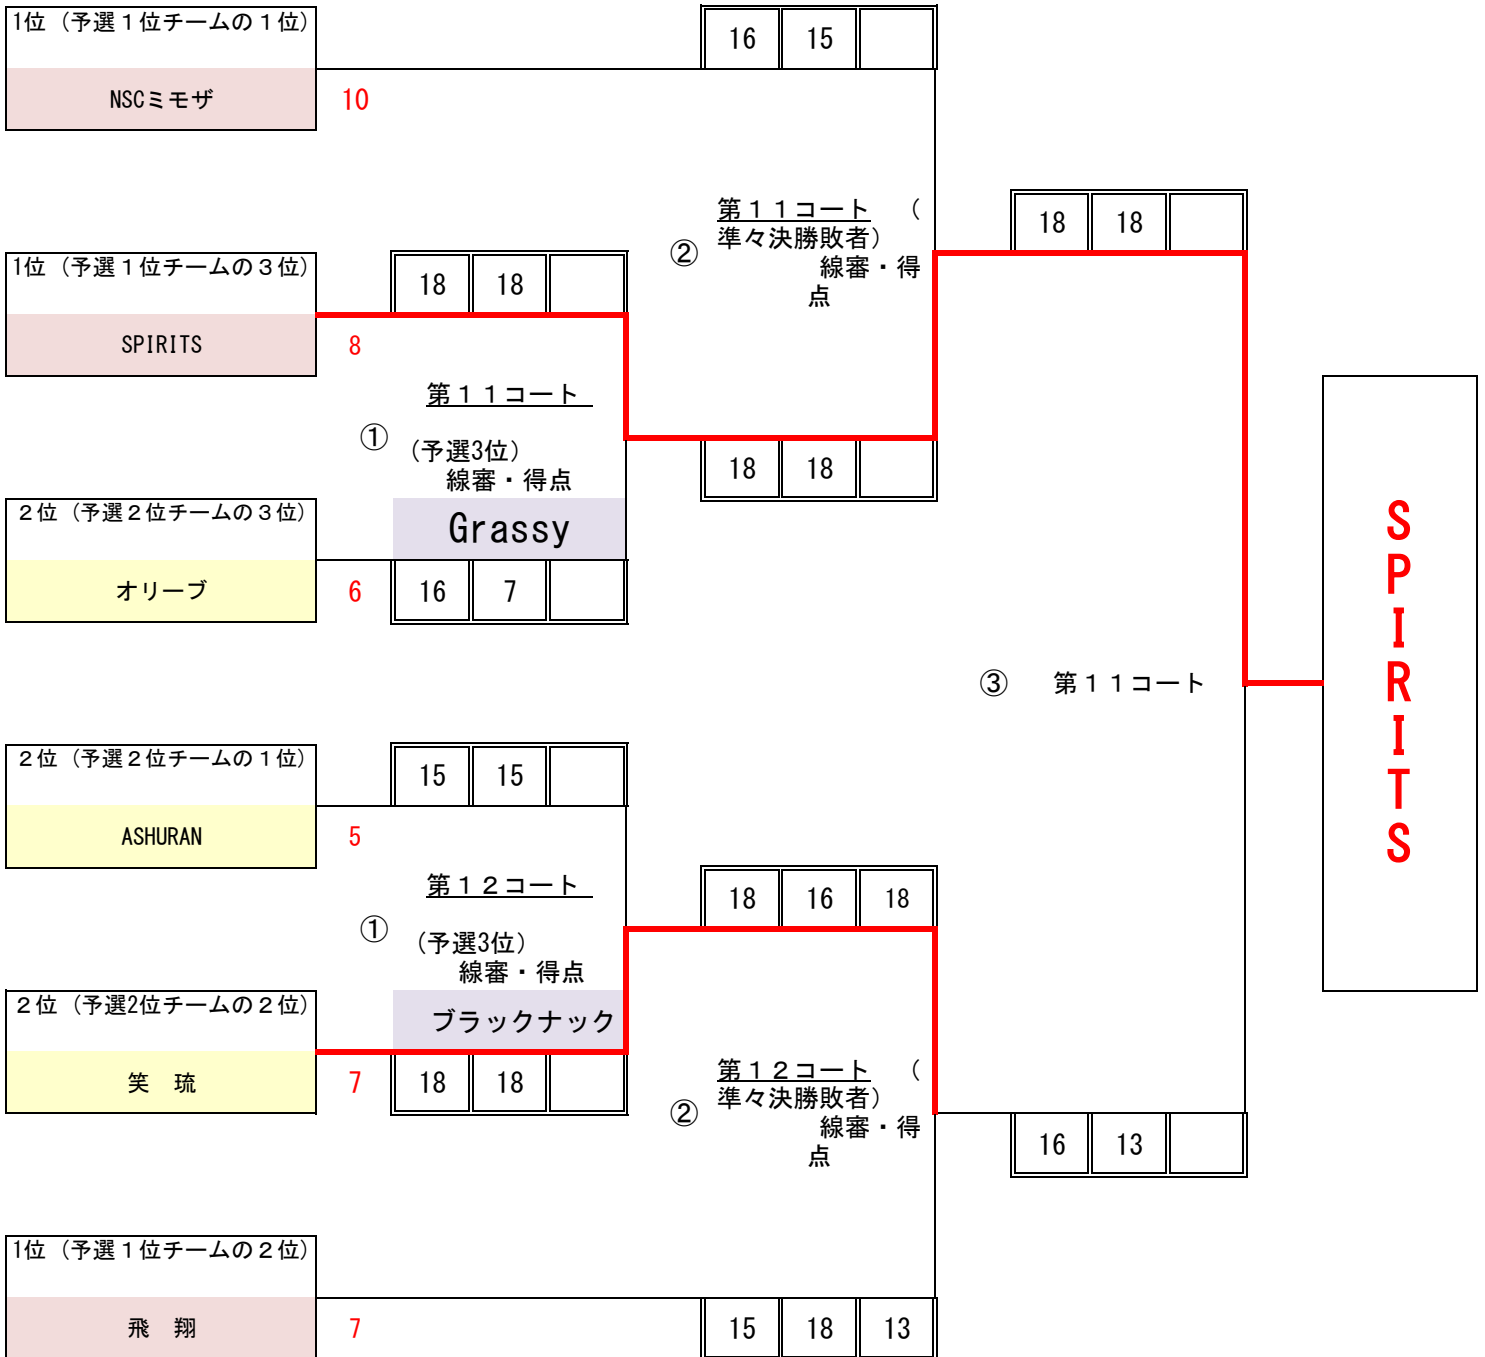 1位（予選１位チームの１位）
NSCミモザ
10
16 15
第１１コート　（
準々決勝敗者）
②
線審・得
点
18 18
1位（予選１位チームの３位）
SPIRITS
8
18 18
第１１コート
①
（予選3位）
線審・得点
Grassy
18 18
２位（予選２位チームの３位）
オリーブ
6
16 7
③　第１１コート
SPIRITS
２位（予選２位チームの１位）
ASHURAN
5
15 15
第１２コート
①
（予選3位）
線審・得点
ブラックナック
18 16 18
２位（予選2位チームの２位）
笑　琉
7
18 18
第１２コート　（
準々決勝敗者）
②
線審・得
点
16 13
1位（予選１位チームの２位）
飛　翔
7
15 18 13